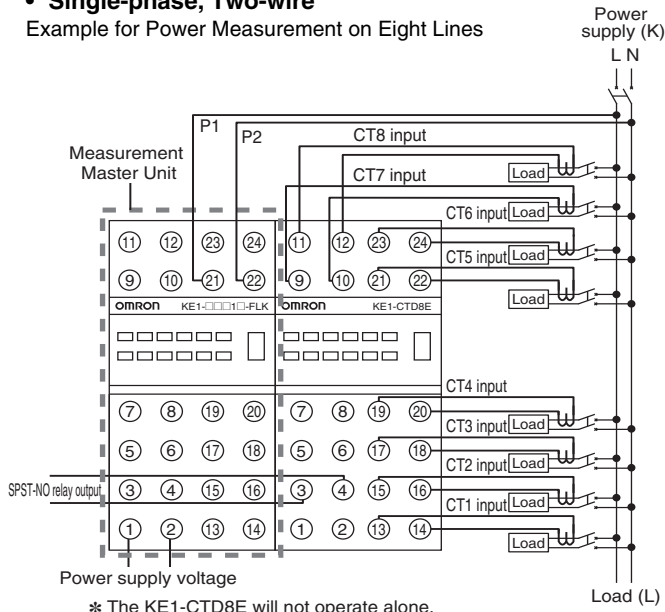 • Single-phase, Two-wire
Example for Power Measurement on Eight Lines
Power
supply (K)
L N
P1
P2
CT8 input
Measurement
Master Unit
CT7 input
Load
CT6 input Load
CT5 input Load
Load
11 12 23 24 11 12 23 24
9 10 21 22 9 10 21 22
OMRON KE1-□□□1□-FLK OMRON KE1-CTD8E
CT4 input
7 8 19 20 7 8 19 20
CT3 input Load
5 6 17 18 5 6 17 18
CT2 input Load
SPST-NO relay output 3 4 15 16 3 4 15 16
CT1 input Load
1 2 13 14 1 2 13 14
Load
Power supply voltage
Load (L)
* The KE1-CTD8E will not operate alone.